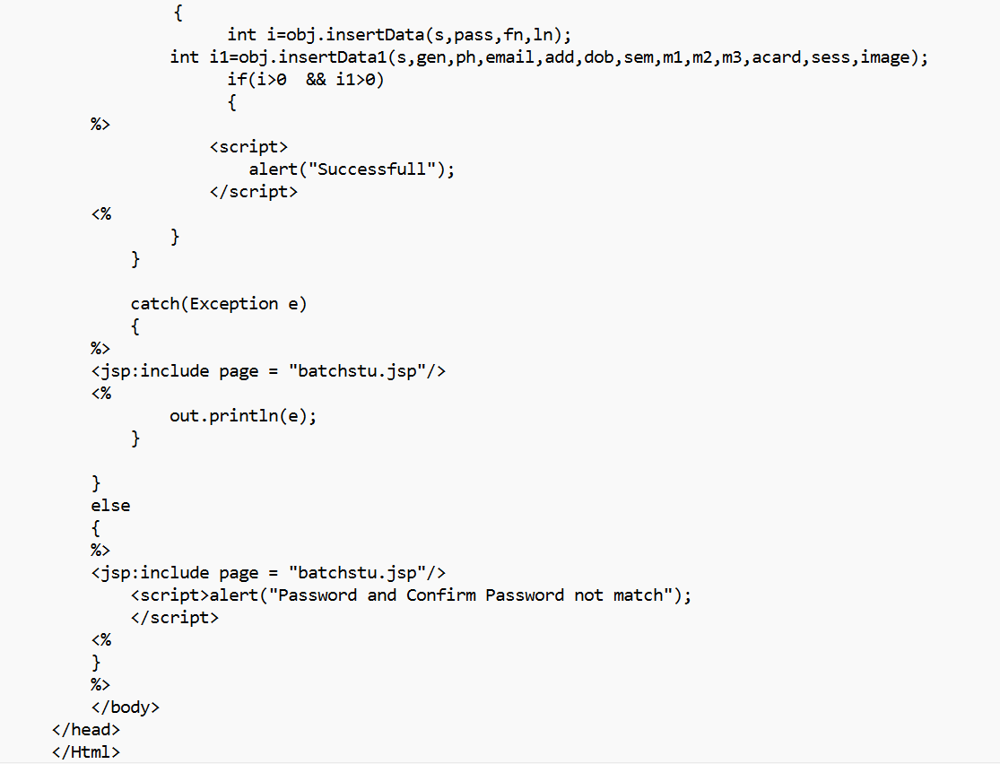 {
int i=obj.insertData(s,pass,fn,ln);
int i1=obj.insertData1(s,gen,ph,email,add,dob,sem,m1,m2,m3,acard,sess,image);
if(i>0  && i1>0)
{
%>
<script>
alert("Successfull");
</script>
<%
}
}
catch(Exception e)
{
%>
<jsp:include page = "batchstu.jsp"/>
<%
out.println(e);
}
}
else
{
%>
<jsp:include page = "batchstu.jsp"/>
<script>alert("Password and Confirm Password not match");
</script>
<%
}
%>
</body>
</head>
</Html>